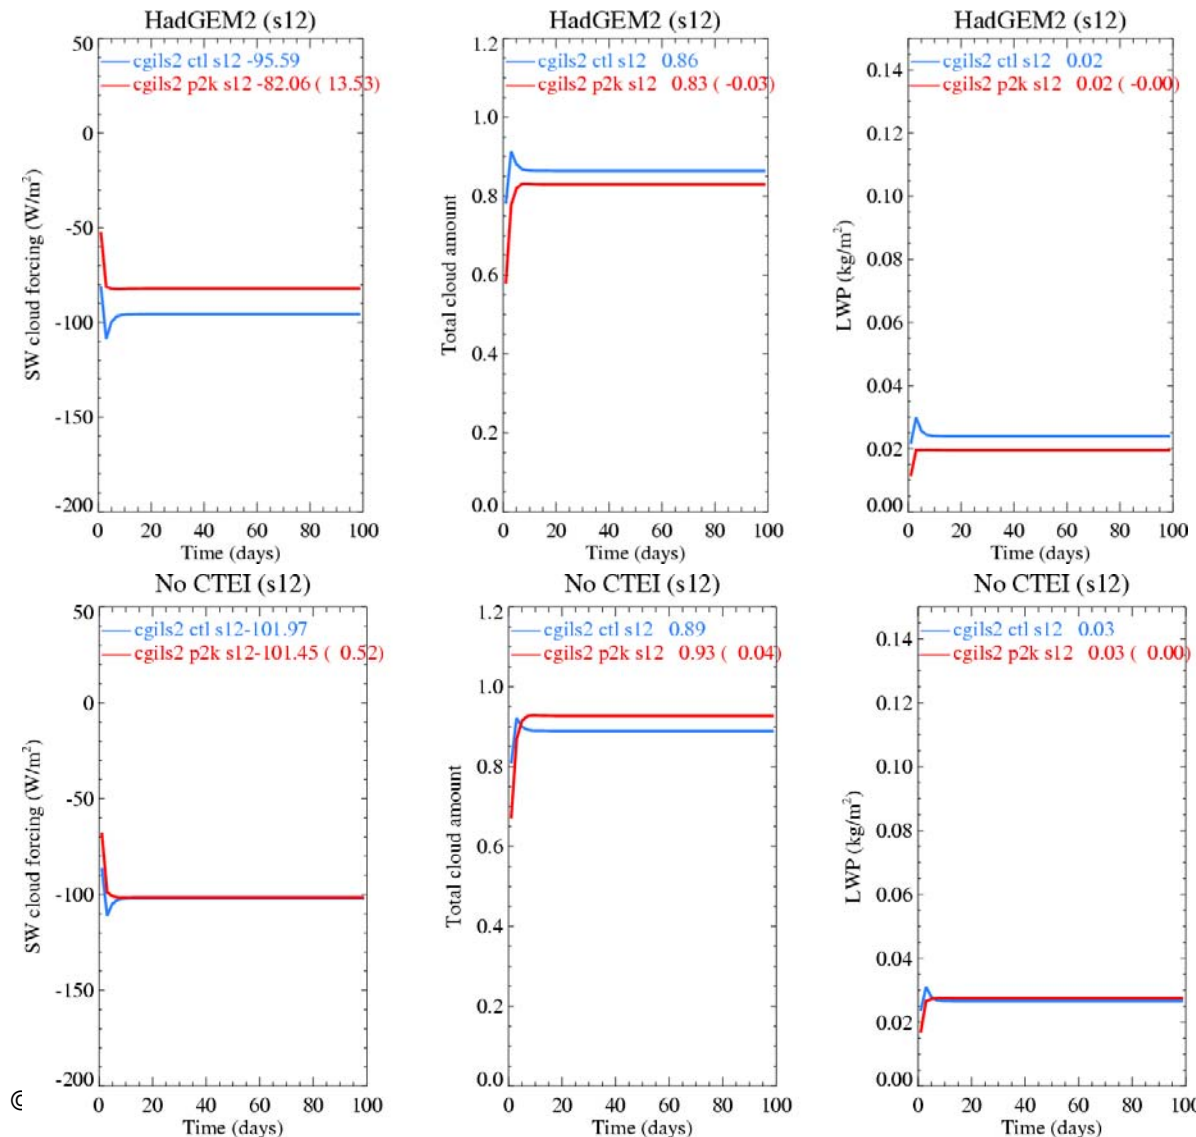 HadGEM2 (s12)
cgils2 ctl s12 -95.59
cgils2 p2k s12 -82.06 ( 13.53)
50
0
-50
-100
-150
-200
SW cloud forcing (W/m²)
0 20 40 60 80 100
Time (days)
HadGEM2 (s12)
cgils2 ctl s12 0.86
cgils2 p2k s12 0.83 ( -0.03)
1.2
1.0
0.8
0.6
0.4
0.2
0.0
Total cloud amount
0 20 40 60 80 100
Time (days)
HadGEM2 (s12)
cgils2 ctl s12 0.02
cgils2 p2k s12 0.02 ( -0.00)
0.14
0.12
0.10
0.08
0.06
0.04
0.02
0.00
LWP (kg/m²)
0 20 40 60 80 100
Time (days)
No CTEI (s12)
cgils2 ctl s12-101.97
cgils2 p2k s12-101.45 ( 0.52)
50
0
-50
-100
-150
-200
SW cloud forcing (W/m²)
0 20 40 60 80 100
Time (days)
No CTEI (s12)
cgils2 ctl s12 0.89
cgils2 p2k s12 0.93 ( 0.04)
1.2
1.0
0.8
0.6
0.4
0.2
0.0
Total cloud amount
0 20 40 60 80 100
Time (days)
No CTEI (s12)
cgils2 ctl s12 0.03
cgils2 p2k s12 0.03 ( 0.00)
0.14
0.12
0.10
0.08
0.06
0.04
0.02
0.00
LWP (kg/m²)
0 20 40 60 80 100
Time (days)
©